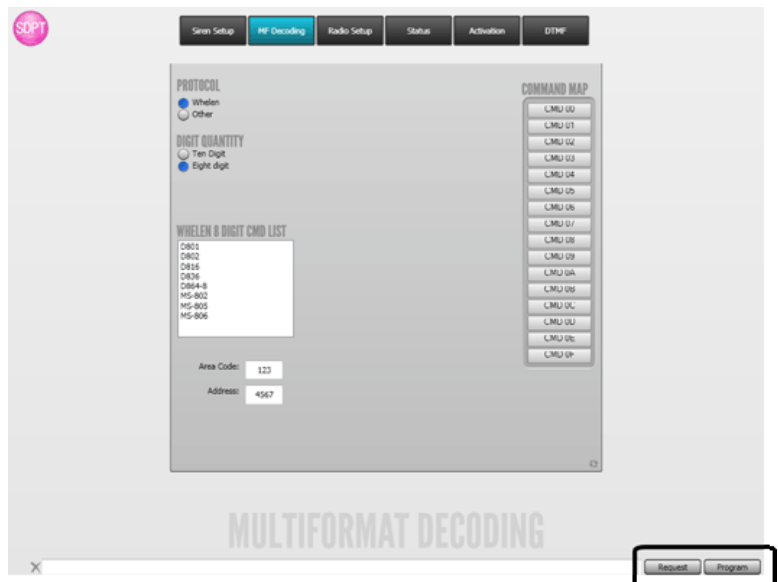 SDPT
Siren Setup
MF Decoding
Radio Setup
Status
Activation
DTMF
PROTOCOL
Whelen
Other
DIGIT QUANTITY
Ten Digit
Eight digit
WHELEN 8 DIGIT CMD LIST
D801
D802
D816
D836
D864-8
MS-802
MS-805
MS-806
Area Code: 123
Address: 4567
COMMAND MAP
CMD 00
CMD 01
CMD 02
CMD 03
CMD 04
CMD 05
CMD 06
CMD 07
CMD 08
CMD 09
CMD 0A
CMD 0B
CMD 0C
CMD 0D
CMD 0E
CMD 0F
MULTIFORMAT DECODING
Request
Program